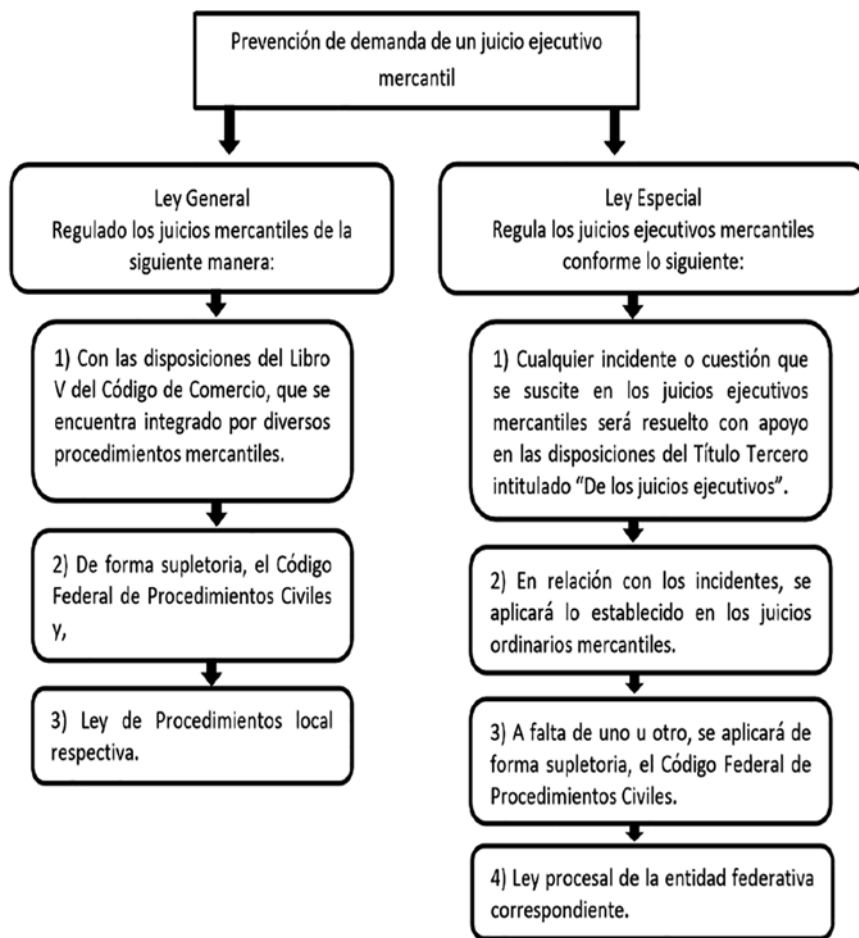 Prevención de demanda de un juicio ejecutivo
mercantil
Ley General
Regulado los juicios mercantiles de la
siguiente manera:
1) Con las disposiciones del Libro
V del Código de Comercio, que se
encuentra integrado por diversos
procedimientos mercantiles.
2) De forma supletoria, el Código
Federal de Procedimientos Civiles
y,
3) Ley de Procedimientos local
respectiva.
Ley Especial
Regula los juicios ejecutivos mercantiles
conforme lo siguiente:
1) Cualquier incidente o cuestión que
se suscite en los juicios ejecutivos
mercantiles será resuelto con apoyo
en las disposiciones del Título Tercero
intitulado “De los juicios ejecutivos”.
2) En relación con los incidentes, se
aplicará lo establecido en los juicios
ordinarios mercantiles.
3) A falta de uno u otro, se aplicará de
forma supletoria, el Código Federal de
Procedimientos Civiles.
4) Ley procesal de la entidad federativa
correspondiente.